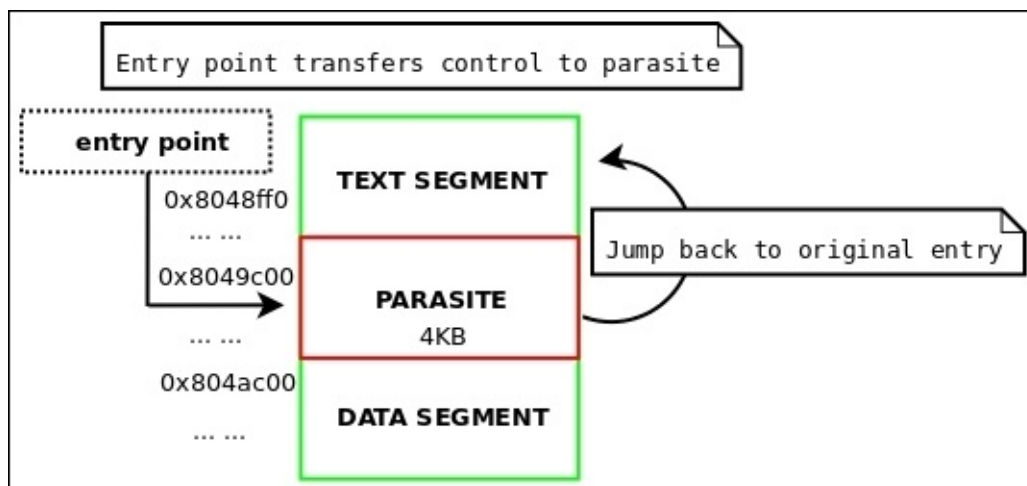 Entry point transfers control to parasite
entry point
TEXT SEGMENT
0x8048ff0
... ...
Jump back to original entry
0x8049c00
PARASITE
4KB
... ...
0x804ac00
DATA SEGMENT
... ...